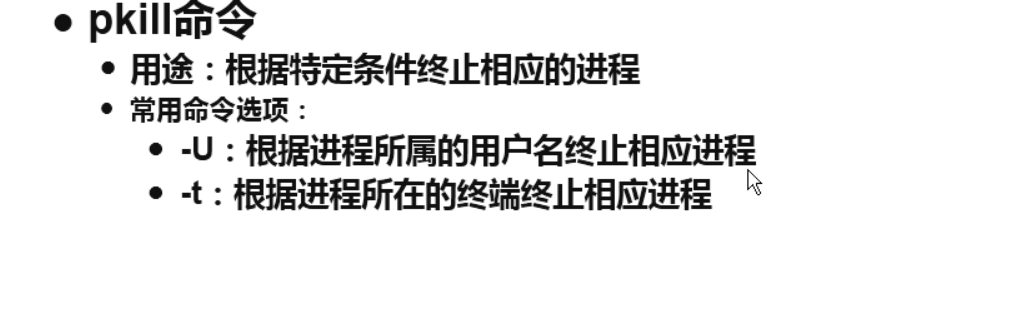 ● pkill命令
● 用途：根据特定条件终止相应的进程
● 常用命令选项：
● -U：根据进程所属的用户名终止相应进程
● -t：根据进程所在的终端终止相应进程